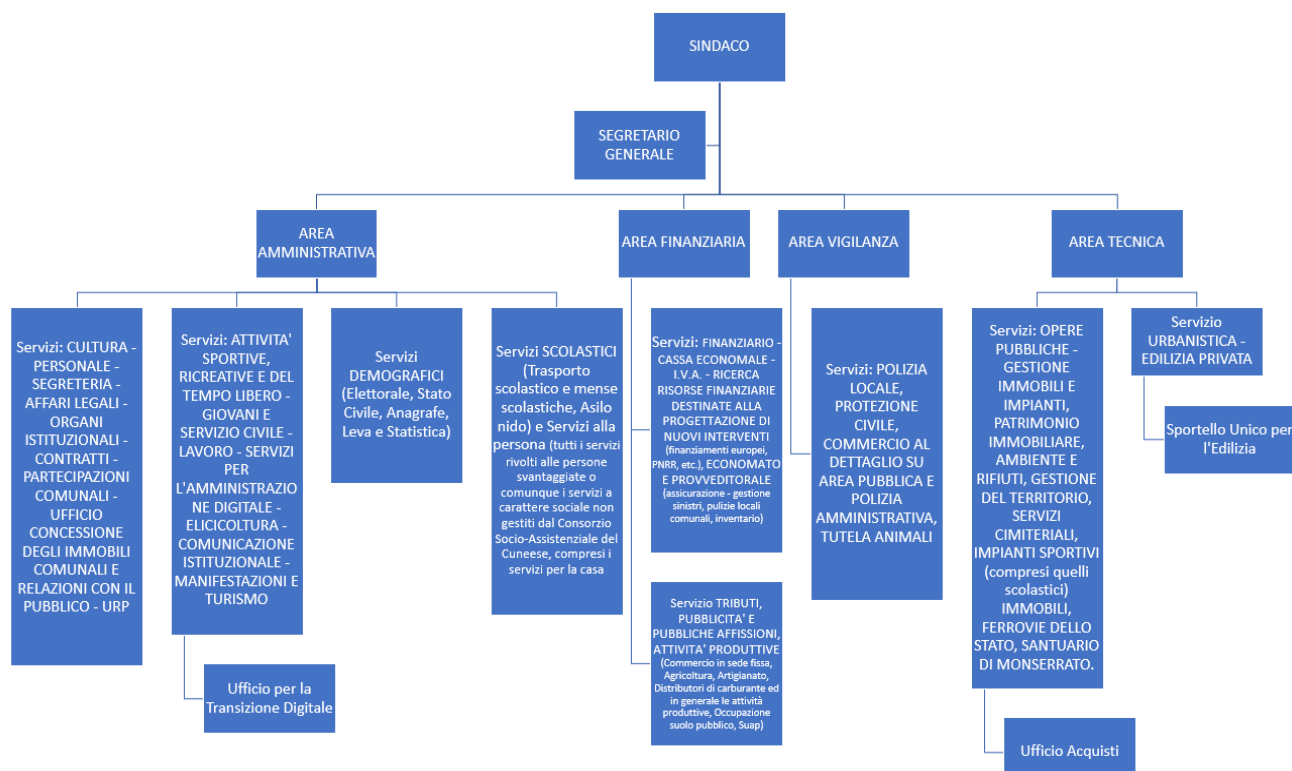 SINDACO
SEGRETARIO
GENERALE
AREA
AMMINISTRATIVA
AREA FINANZIARIA
AREA VIGILANZA
AREA TECNICA
Servizi: CULTURA -
PERSONALE -
SEGRETERIA -
AFFARI LEGALI -
ORGANI
ISTITUZIONALI -
CONTRATTI -
PARTECIPAZIONI
COMUNALI -
UFFICIO
CONCESSIONE
DEGLI IMMOBILI
COMUNALI E
RELAZIONI CON IL
PUBBLICO - URP
Servizi: ATTIVITA'
SPORTIVE,
RICREATIVE E DEL
TEMPO LIBERO -
GIOVANI E
SERVIZIO CIVILE -
LAVORO - SERVIZI
PER
L'AMMINISTRAZIO
NE DIGITALE -
ELICICOLTURA -
COMUNICAZIONE
ISTITUZIONALE -
MANIFESTAZIONI E
TURISMO
Ufficio per la
Transizione Digitale
Servizi
DEMOGRAFICI
(Elettorale, Stato
Civile, Anagrafe,
Leva e Statistica)
Servizi SCOLASTICI
(Trasporto
scolastico e mense
scolastiche, Asilo
nido) e Servizi alla
persona (tutti i servizi
rivolti alle persone
svantaggiate o
comunque i servizi a
carattere sociale non
gestiti dal Consorzio
Socio-Assistenziale del
Cuneese, compresi i
servizi per la casa
Servizi: FINANZIARIO -
CASSA ECONOMALE -
I.V.A. - RICERCA
RISORSE FINANZIARIE
DESTINATE ALLA
PROGETTAZIONE DI
NUOVI INTERVENTI
(finanziamenti europei,
PNRR, etc.), ECONOMATO
E PROVVEDITORALE
(assicurazione - gestione
sinistri, pulizie locali
comunali, inventario)
Servizio TRIBUTI,
PUBBLICITA' E
PUBBLICHE AFFISSIONI,
ATTIVITA' PRODUTTIVE
(Commercio in sede fissa,
Agricoltura, Artigianato,
Distributori di carburante ed
in generale le attività
produttive, Occupazione
suolo pubblico, Suap)
Servizi: POLIZIA
LOCALE,
PROTEZIONE
CIVILE,
COMMERCIO AL
DETTAGLIO SU
AREA PUBBLICA E
POLIZIA
AMMINISTRATIVA,
TUTELA ANIMALI
Servizi: OPERE
PUBBLICHE -
GESTIONE
IMMOBILI E
IMPIANTI,
PATRIMONIO
IMMOBILIARE,
AMBIENTE E
RIFIUTI, GESTIONE
DEL TERRITORIO,
SERVIZI
CIMITERIALI,
IMPIANTI SPORTIVI
(compresi quelli
scolastici)
IMMOBILI,
FERROVIE DELLO
STATO, SANTUARIO
DI MONSERRATO.
Ufficio Acquisti
Servizio
URBANISTICA -
EDILIZIA PRIVATA
Sportello Unico per
l'Edilizia